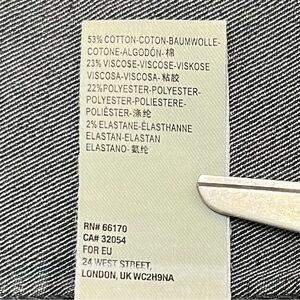 53% COTTON-COTON-BAUMWOLLE-
COTONE-ALGODÓN-棉
23% VISCOSE-VISCOSE-VISKOSE
VISCOSA-VISCOSA-粘胶
22%POLYESTER-POLYESTER-
POLYESTER-POLIESTERE-
POLIÉSTER-涤纶
2% ELASTANE-ÉLASTHANNE
ELASTAN-ELASTAN
ELASTANO-氨纶
RN# 66170
CA# 32054
FOR EU
24 WEST STREET,
LONDON, UK WC2H9NA